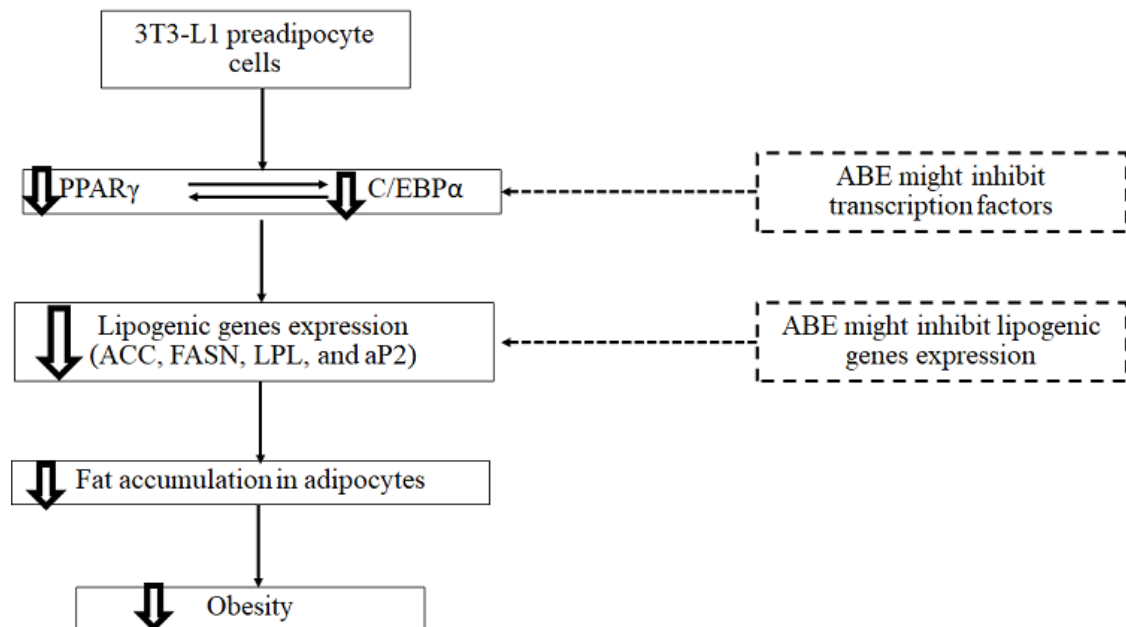 3T3-L1 preadipocyte
cells
PPARγ
C/EBPα
ABE might inhibit
transcription factors
Lipogenic genes expression
(ACC, FASN, LPL, and aP2)
ABE might inhibit lipogenic
genes expression
Fat accumulation in adipocytes
Obesity